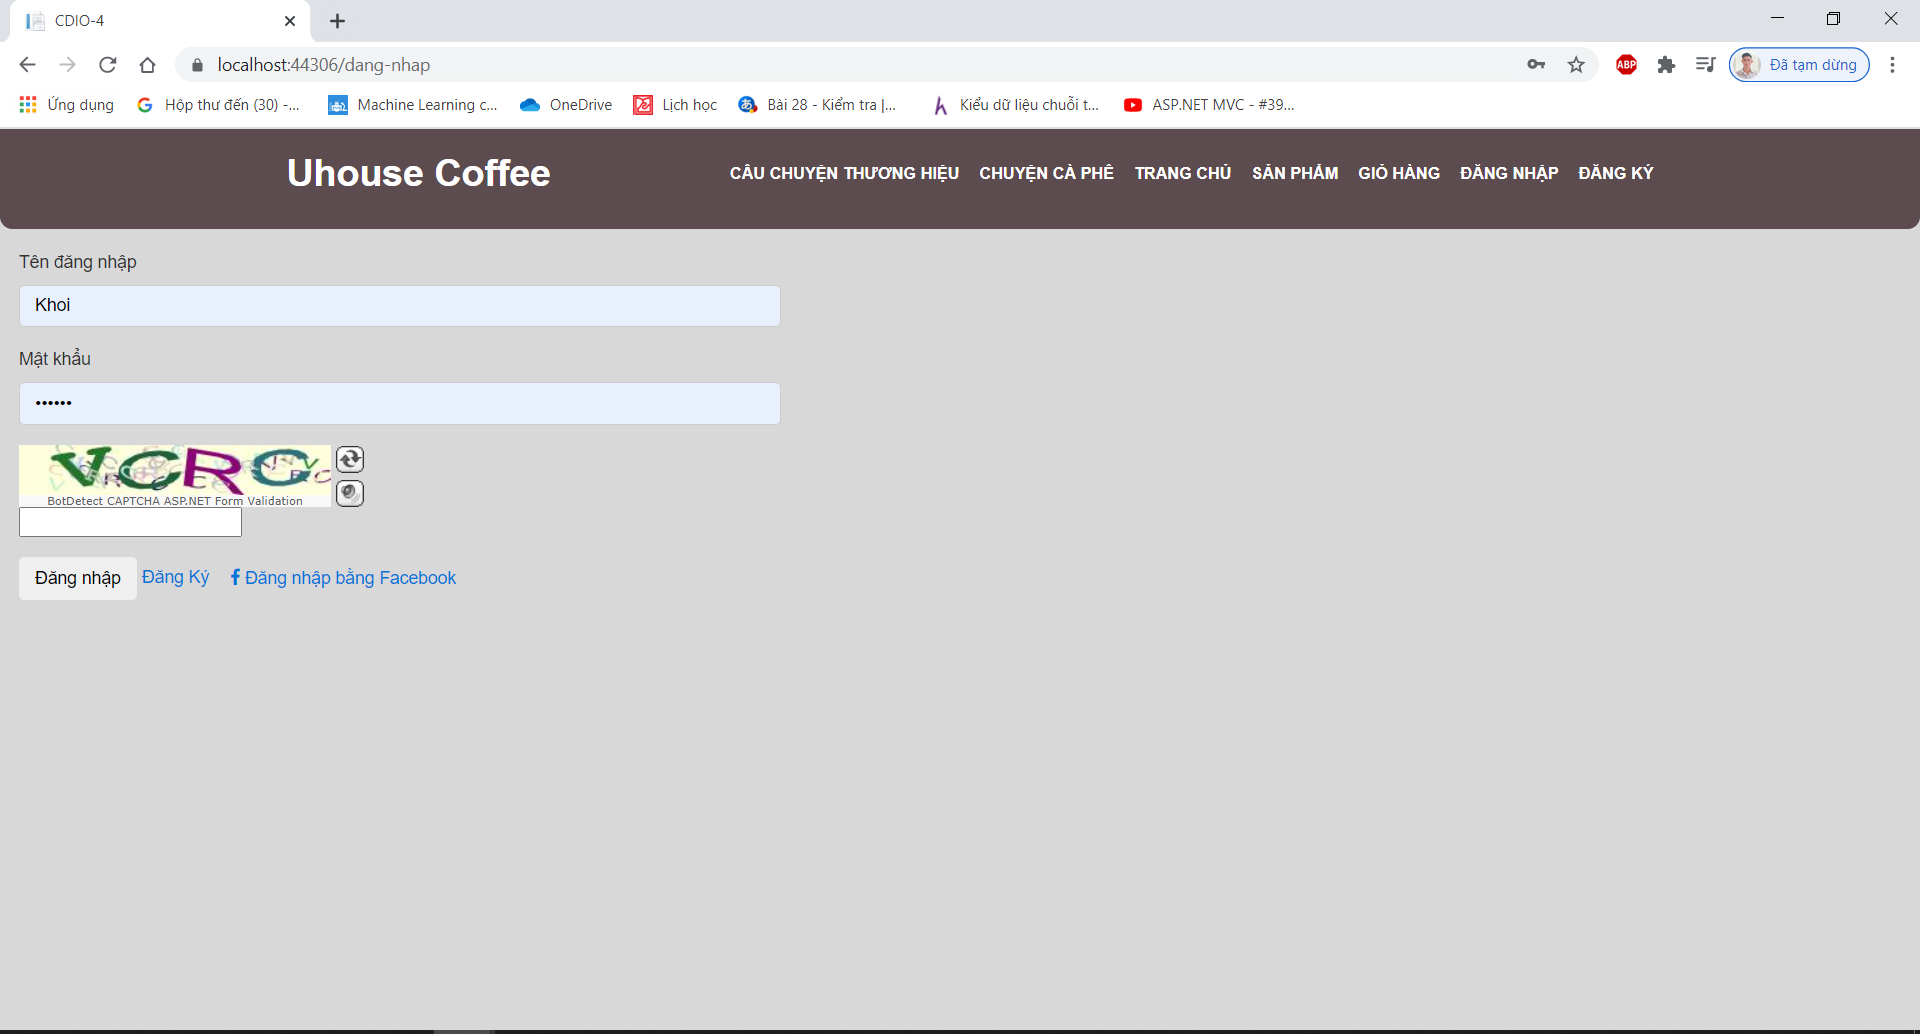 CDIO-4
localhost:44306/dang-nhap
ABP
Đã tạm dừng
Ứng dụng
Hộp thư đến (30) -...
Machine Learning c...
OneDrive
Lịch học
Bài 28 - Kiểm tra |...
Kiểu dữ liệu chuỗi t...
ASP.NET MVC - #39...
Uhouse Coffee
CÂU CHUYỆN THƯƠNG HIỆU
CHUYỆN CÀ PHÊ
TRANG CHỦ
SẢN PHẨM
GIỎ HÀNG
ĐĂNG NHẬP
ĐĂNG KÝ
Tên đăng nhập
Khoi
Mật khẩu
••••••
BotDetect CAPTCHA ASP.NET Form Validation
Đăng nhập
Đăng Ký
Đăng nhập bằng Facebook